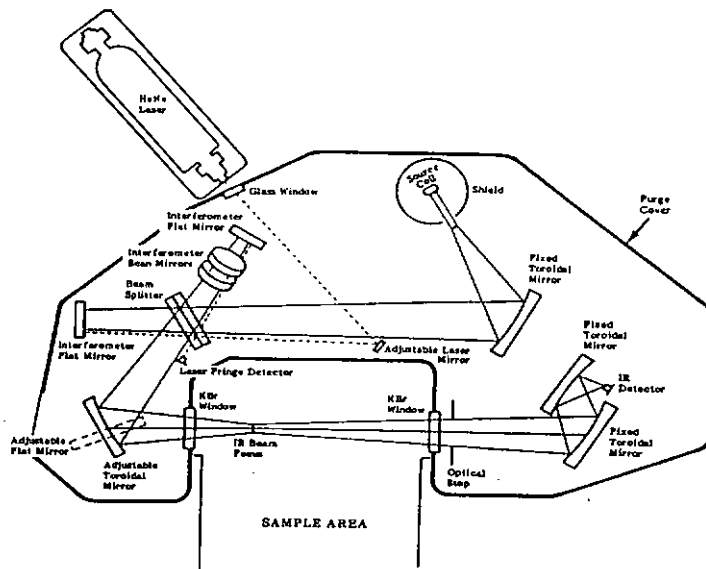 HeNe
Laser
Glass Window
Source
Coil
Shield
Purge
Cover
Interferometer
Flat Mirror
Interferometer
Bean Mirrors
Beam
Splitter
Fixed
Toroidal
Mirror
Interferometer
Flat Mirror
Adjustable Laser
Mirror
Fixed
Toroidal
Mirror
Laser Fringe Detector
IR
Detector
KBr
Window
KBr
Window
Adjustable
Flat Mirror
IR Beam
Focus
Fixed
Toroidal
Mirror
Adjustable
Toroidal
Mirror
Optical
Stop
SAMPLE AREA